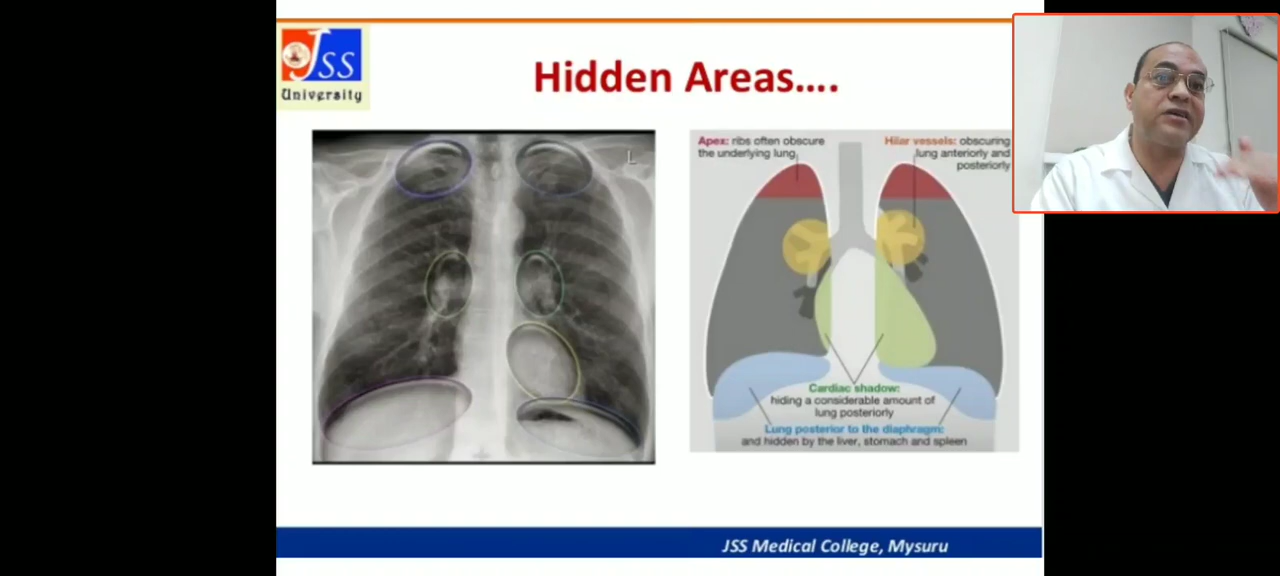 JSS
University
Hidden Areas....
L
Apex: ribs often obscure
the underlying lung
Hilar vessels: obscuring
lung anteriorly and
posteriorly
Cardiac shadow:
hiding a considerable amount of
lung posteriorly
Lung posterior to the diaphragm:
and hidden by the liver, stomach and spleen
JSS Medical College, Mysuru